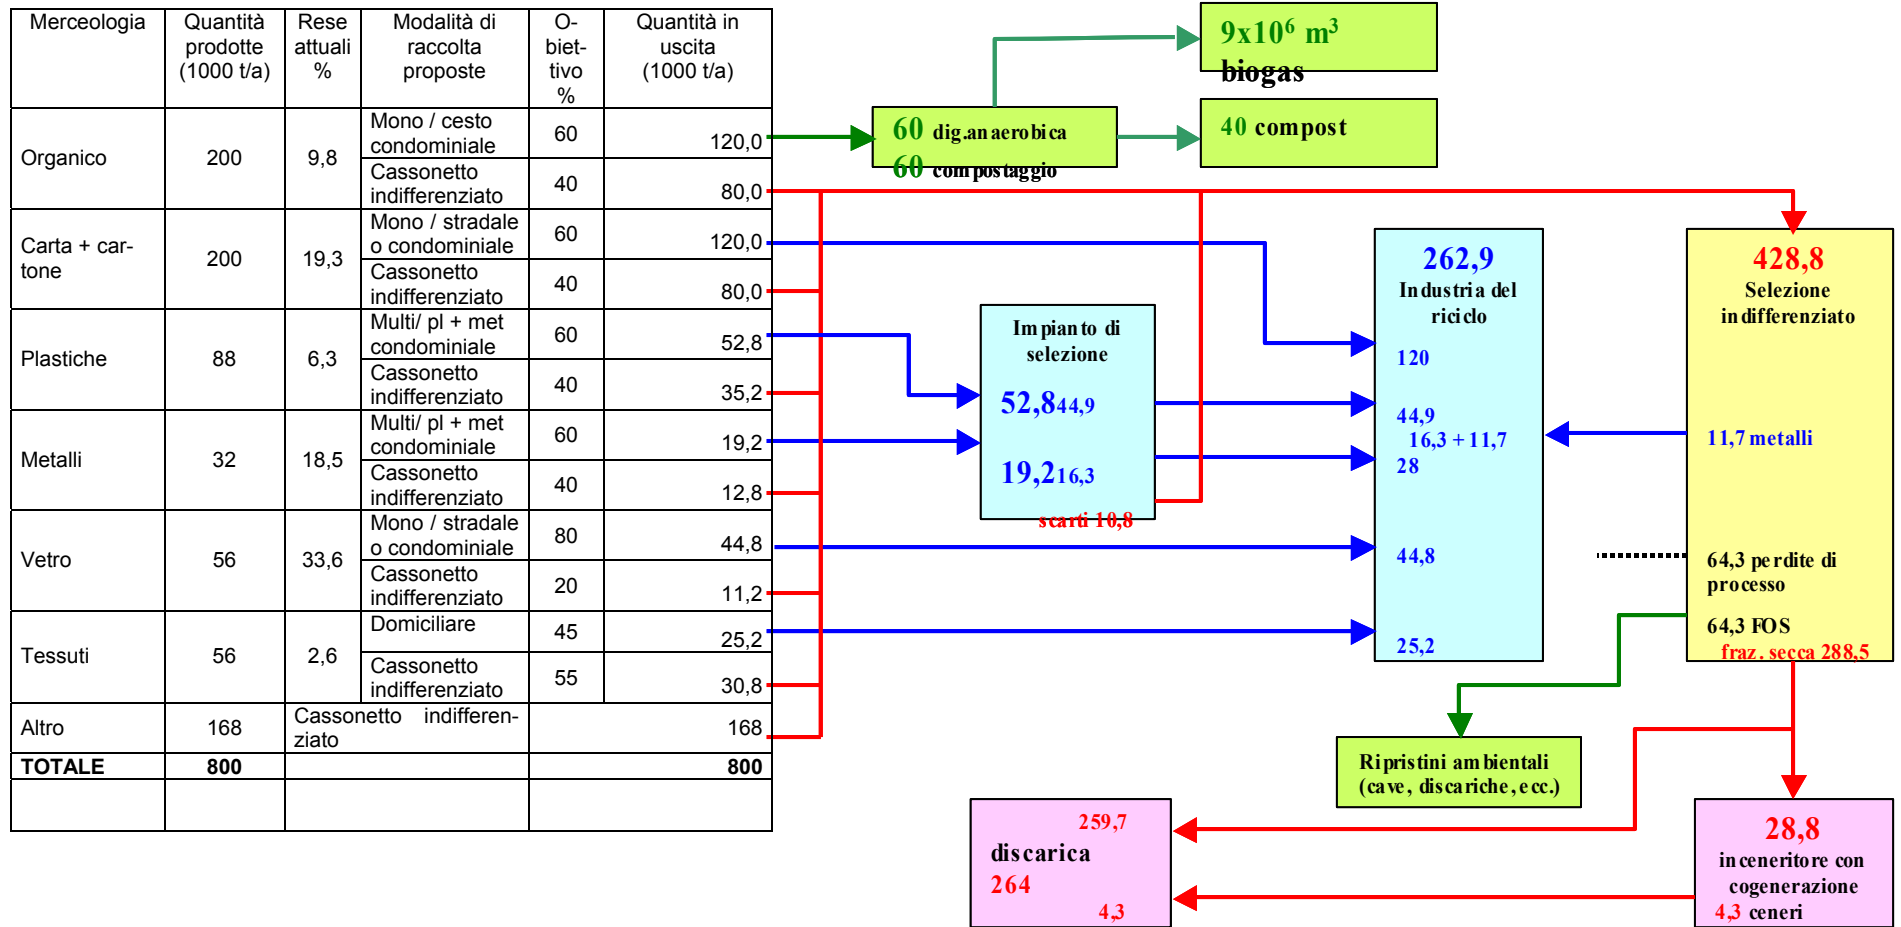 Merceologia
Quantità
prodotte
(1000 t/a)
Rese
attuali
%
Modalità di
raccolta
proposte
O-
biet-
tivo
%
Quantità in
uscita
(1000 t/a)
Organico
200
9,8
Mono / cesto
condominiale
60
120,0
Cassonetto
indifferenziato
40
80,0
Carta + car-
tone
200
19,3
Mono / stradale
o condominiale
60
120,0
Cassonetto
indifferenziato
40
80,0
Plastiche
88
6,3
Multi/ pl + met
condominiale
60
52,8
Cassonetto
indifferenziato
40
35,2
Metalli
32
18,5
Multi/ pl + met
condominiale
60
19,2
Cassonetto
indifferenziato
40
12,8
Vetro
56
33,6
Mono / stradale
o condominiale
80
44,8
Cassonetto
indifferenziato
20
11,2
Tessuti
56
2,6
Domiciliare
45
25,2
Cassonetto
indifferenziato
55
30,8
Altro
168
Cassonetto indifferen-
ziato
168
TOTALE
800
800
9x10⁶ m³
biogas
60 dig.anaerobica
60 compostaggio
40 compost
Impianto di
selezione
52,8 44,9
19,2 16,3
scarti 10,8
262,9
Industria del
riciclo
120
44,9
16,3 + 11,7
28
44,8
25,2
428,8
Selezione
indifferenziato
11,7 metalli
64,3 perdite di
processo
64,3 FOS
fraz. secca 288,5
Ripristini ambientali
(cave, discariche, ecc.)
259,7
discarica
264
4,3
28,8
inceneritore con
cogenerazione
4,3 ceneri